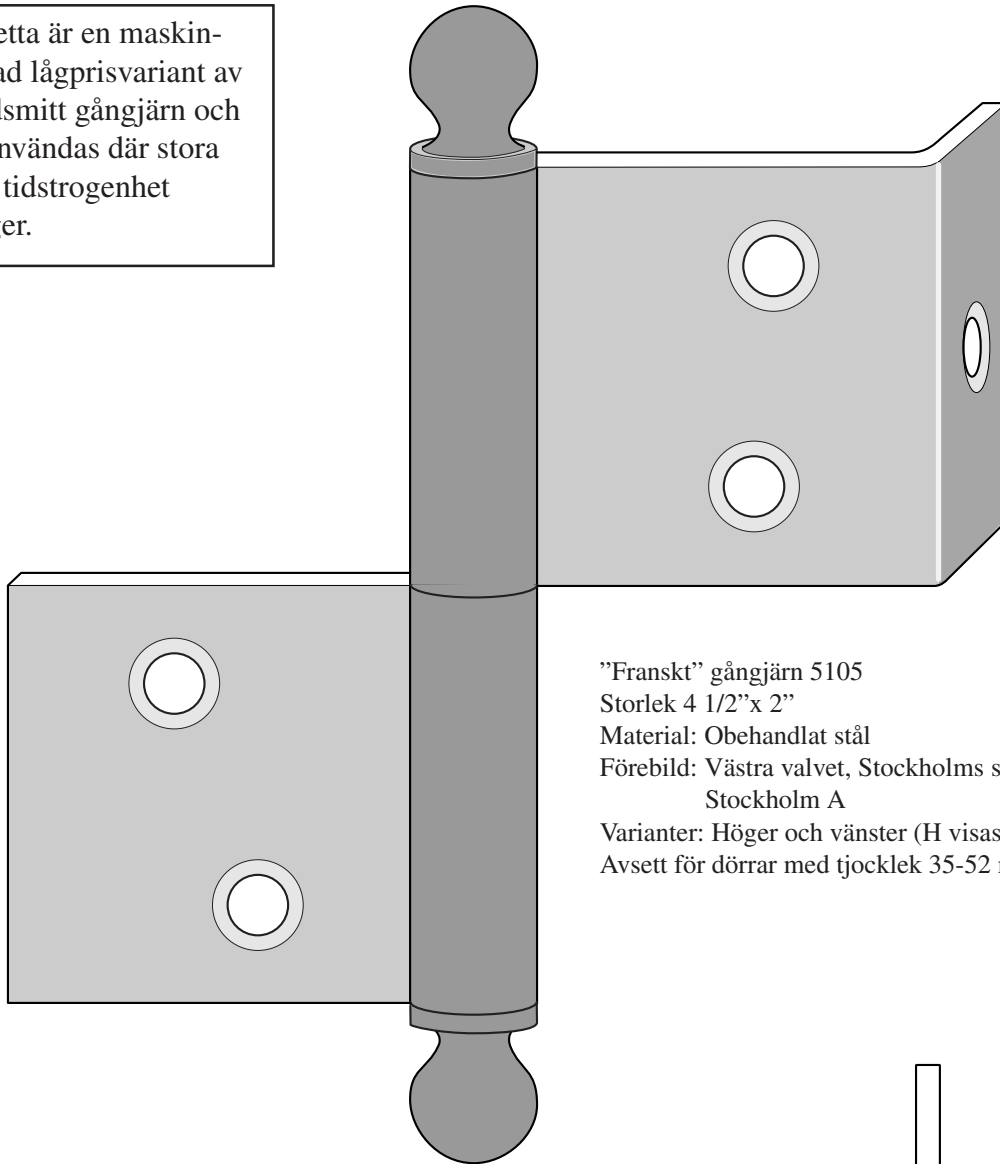 etta är en maskin-
ad lågprisvariant av
dsmitt gångjärn och
nvändas där stora
tidstrogenhet
ger.
”Franskt” gångjärn 5105
Storlek 4 1/2”x 2”
Material: Obehandlat stål
Förebild: Västra valvet, Stockholms s
Stockholm A
Varianter: Höger och vänster (H visas
Avsett för dörrar med tjocklek 35-52